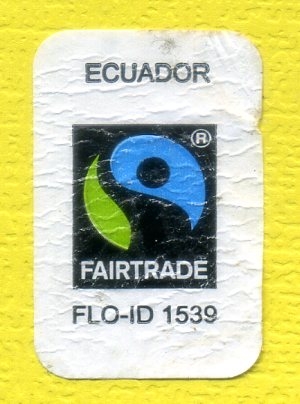 ECUADOR
®
FAIRTRADE
FLO-ID 1539